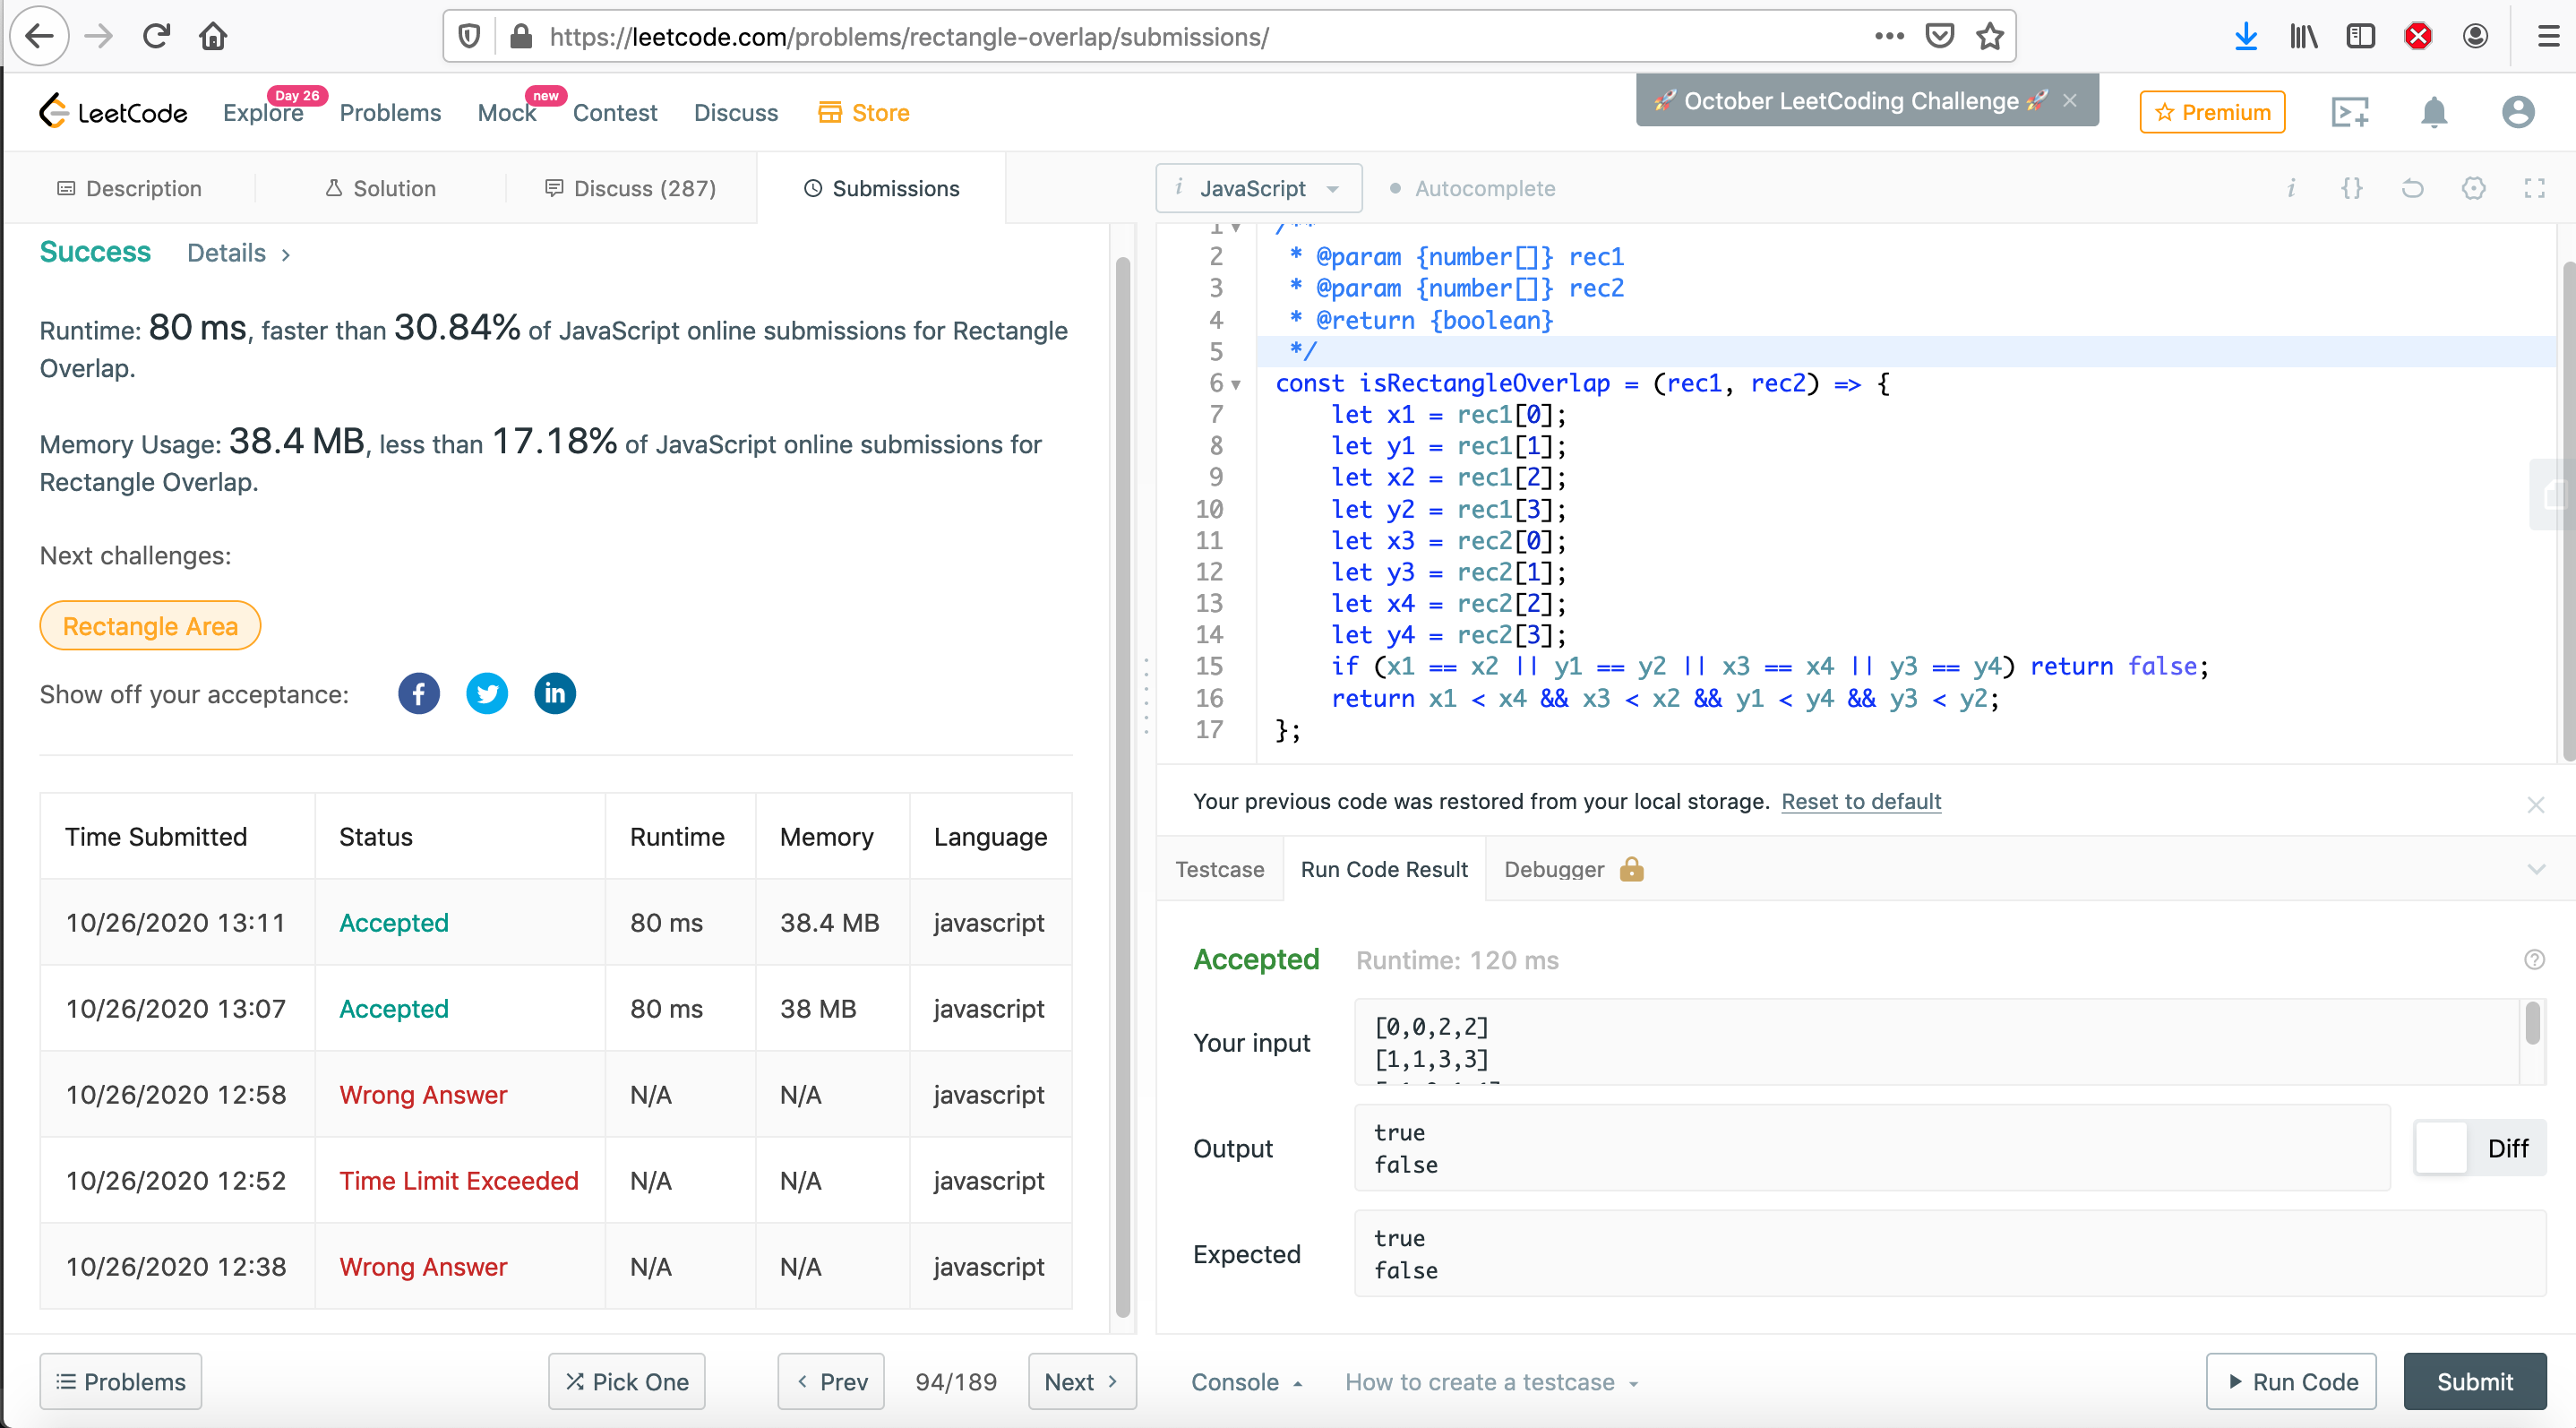 https://leetcode.com/problems/rectangle-overlap/submissions/
LeetCode
Explore
Day 26
Problems
Mock
new
Contest
Discuss
Store
🚀 October LeetCoding Challenge 🚀
Premium
Description
Solution
Discuss (287)
Submissions
JavaScript
Autocomplete
Success Details >
Runtime: 80 ms, faster than 30.84% of JavaScript online submissions for Rectangle
Overlap.
Memory Usage: 38.4 MB, less than 17.18% of JavaScript online submissions for
Rectangle Overlap.
Next challenges:
Rectangle Area
Show off your acceptance:
Time Submitted Status Runtime Memory Language
10/26/2020 13:11 Accepted 80 ms 38.4 MB javascript
10/26/2020 13:07 Accepted 80 ms 38 MB javascript
10/26/2020 12:58 Wrong Answer N/A N/A javascript
10/26/2020 12:52 Time Limit Exceeded N/A N/A javascript
10/26/2020 12:38 Wrong Answer N/A N/A javascript
Problems
Pick One
Prev
94/189
Next
1 /**
2 * @param {number[]} rec1
3 * @param {number[]} rec2
4 * @return {boolean}
5 */
6 const isRectangleOverlap = (rec1, rec2) => {
7 let x1 = rec1[0];
8 let y1 = rec1[1];
9 let x2 = rec1[2];
10 let y2 = rec1[3];
11 let x3 = rec2[0];
12 let y3 = rec2[1];
13 let x4 = rec2[2];
14 let y4 = rec2[3];
15 if (x1 == x2 || y1 == y2 || x3 == x4 || y3 == y4) return false;
16 return x1 < x4 && x3 < x2 && y1 < y4 && y3 < y2;
17 };
Your previous code was restored from your local storage. Reset to default
Testcase
Run Code Result
Debugger
Accepted Runtime: 120 ms
Your input
[0,0,2,2]
[1,1,3,3]
Output
true
false
Diff
Expected
true
false
Console
How to create a testcase
Run Code
Submit